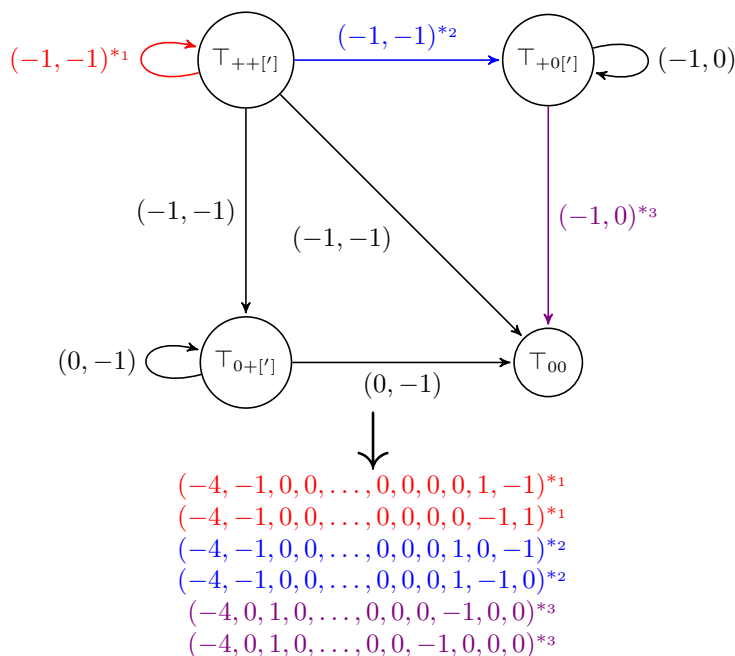 (−1, −1)*₁ ⊤₊₊[′] (−1, −1)*₂ ⊤₊₀[′] (−1, 0)
(−1, −1) (−1, −1) (−1, 0)*₃
(0, −1) ⊤₀₊[′] (0, −1) ⊤₀₀
(−4, −1, 0, 0, . . . , 0, 0, 0, 0, 1, −1)*₁
(−4, −1, 0, 0, . . . , 0, 0, 0, 0, −1, 1)*₁
(−4, −1, 0, 0, . . . , 0, 0, 0, 1, 0, −1)*₂
(−4, −1, 0, 0, . . . , 0, 0, 0, 1, −1, 0)*₂
(−4, 0, 1, 0, . . . , 0, 0, 0, −1, 0, 0)*₃
(−4, 0, 1, 0, . . . , 0, 0, −1, 0, 0, 0)*₃